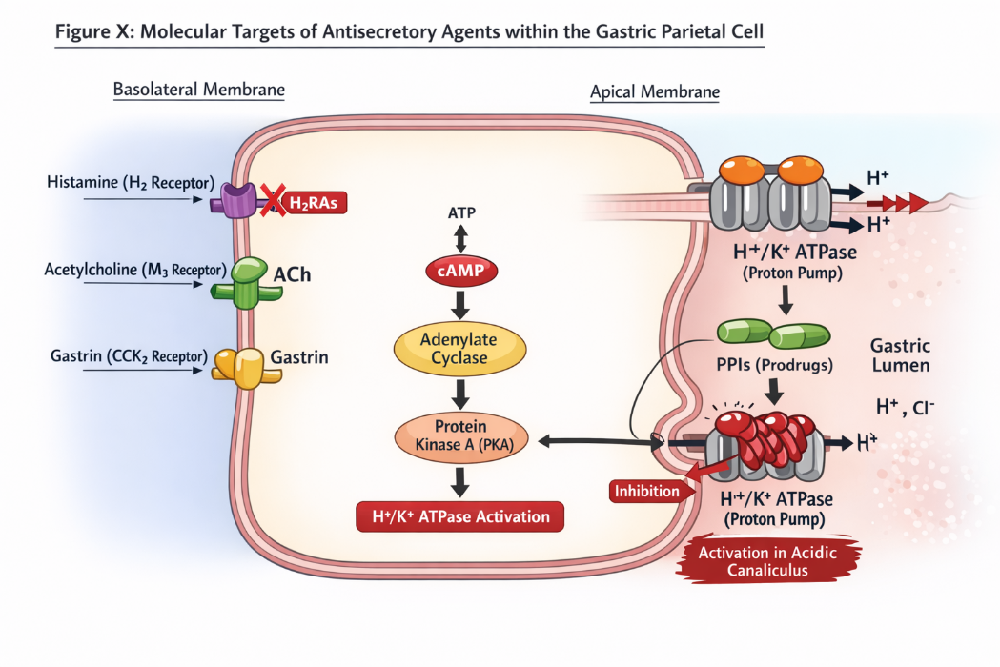 Figure X: Molecular Targets of Antisecretory Agents within the Gastric Parietal Cell
Basolateral Membrane
Apical Membrane
Histamine (H₂ Receptor)
H₂RAs
Acetylcholine (M₃ Receptor)
ACh
Gastrin (CCK₂ Receptor)
Gastrin
ATP
cAMP
Adenylate
Cyclase
Protein
Kinase A (PKA)
H⁺/K⁺ ATPase Activation
H⁺
H⁺
H⁺/K⁺ ATPase
(Proton Pump)
PPIs (Prodrugs)
Gastric
Lumen
H⁺, Cl⁻
H⁺
Inhibition
H⁺/K⁺ ATPase
(Proton Pump)
Activation in Acidic
Canaliculus